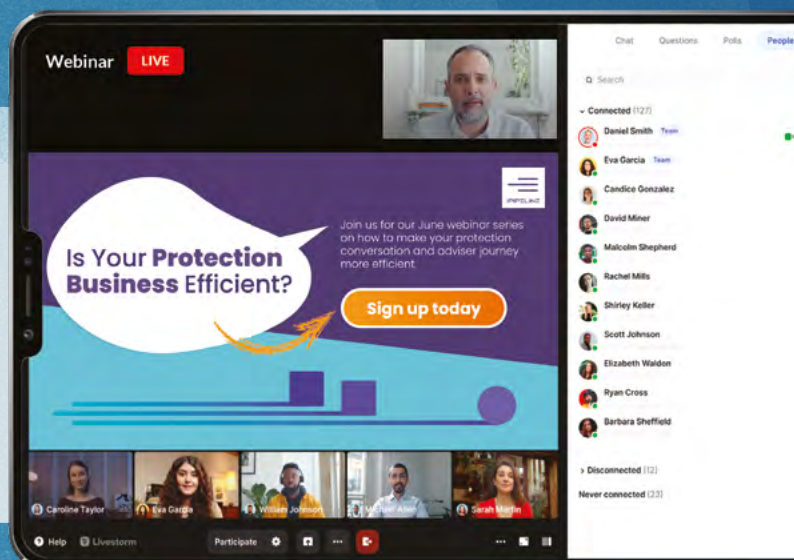 Webinar
LIVE
Is Your Protection
Business Efficient?
iPIPELINE
Join us for our June webinar series
on how to make your protection
conversation and adviser journey
more efficient.
Sign up today
Caroline Taylor
Eva Garcia
William Johnson
Michael Allen
Sarah Martin
Help
Livestorm
Participate
Chat
Questions
Polls
People
Search
Connected (127)
Daniel Smith Team
Eva Garcia Team
Candice Gonzalez
David Miner
Malcolm Shepherd
Rachel Mills
Shirley Keller
Scott Johnson
Elizabeth Waldon
Ryan Cross
Barbara Sheffield
Disconnected (12)
Never connected (23)